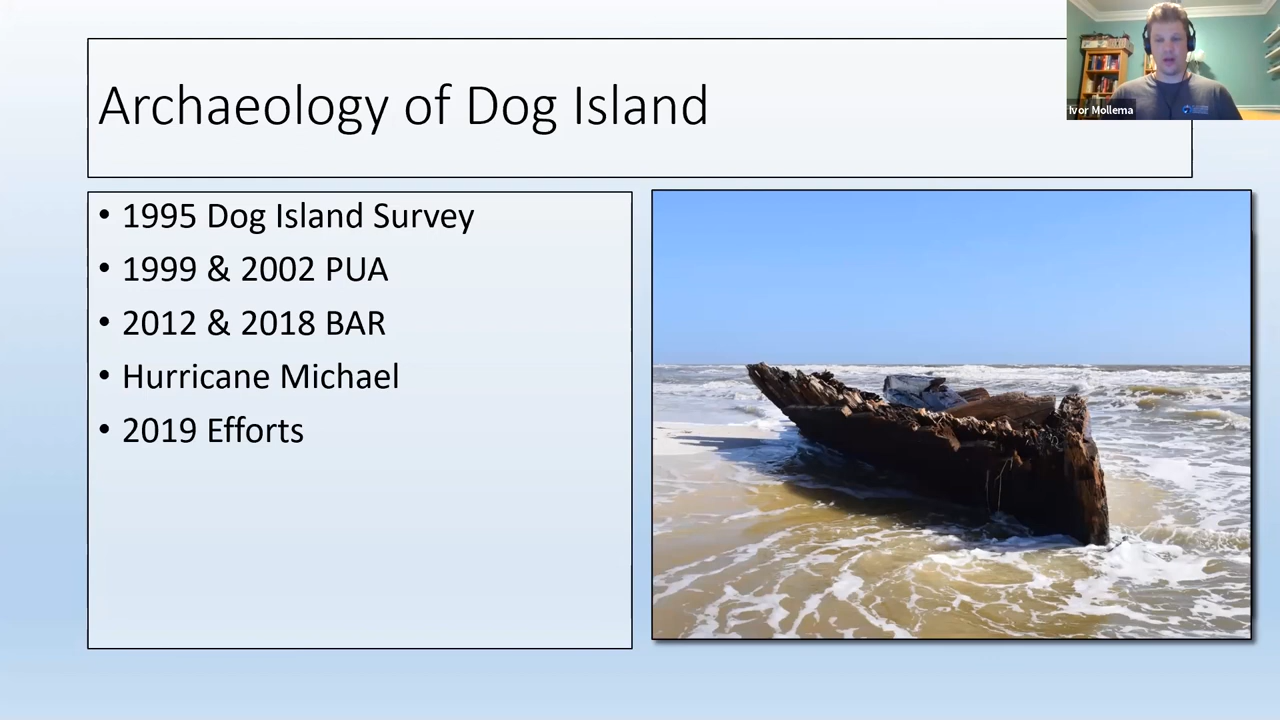 Archaeology of Dog Island
Ivor Mollema
• 1995 Dog Island Survey
• 1999 & 2002 PUA
• 2012 & 2018 BAR
• Hurricane Michael
• 2019 Efforts